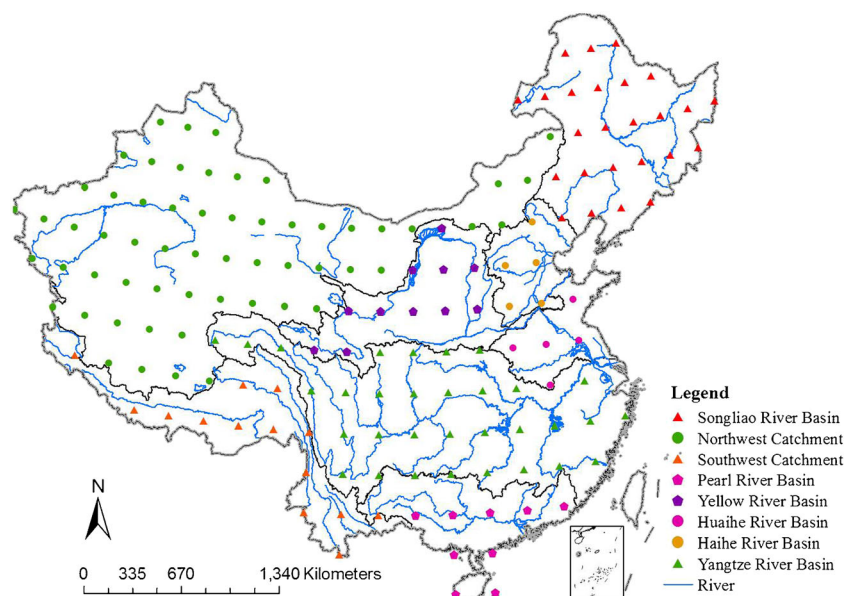 Legend
Songliao River Basin
Northwest Catchment
Southwest Catchment
Pearl River Basin
Yellow River Basin
Huaihe River Basin
Haihe River Basin
Yangtze River Basin
River
N
0 335 670 1,340 Kilometers